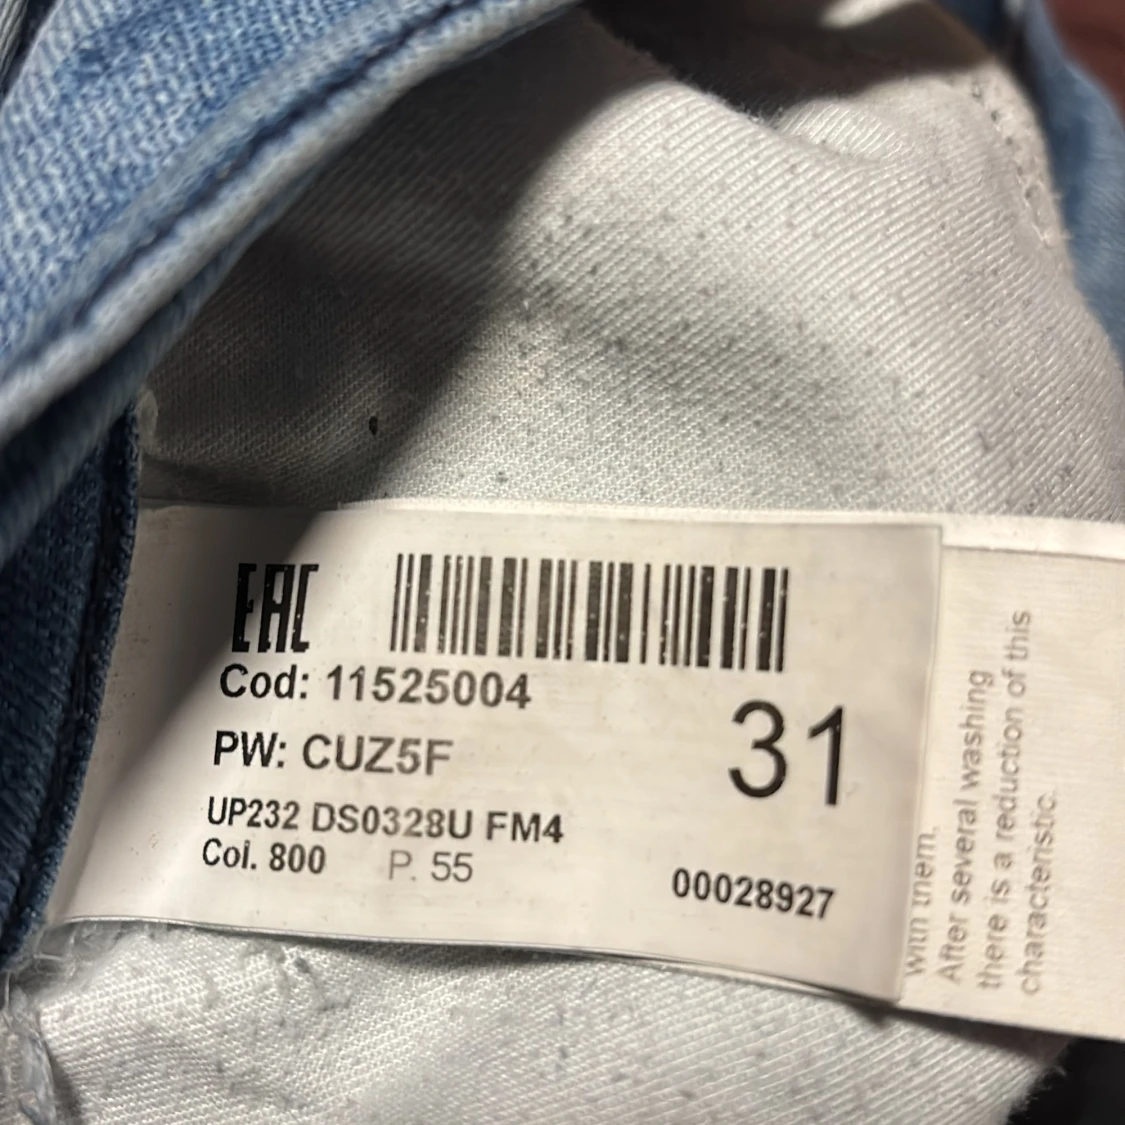 EAC
Cod: 11525004
PW: CUZ5F
31
UP232 DS0328U FM4
Col. 800 P. 55
00028927
with them.
After several washing
there is a reduction of this
characteristic.